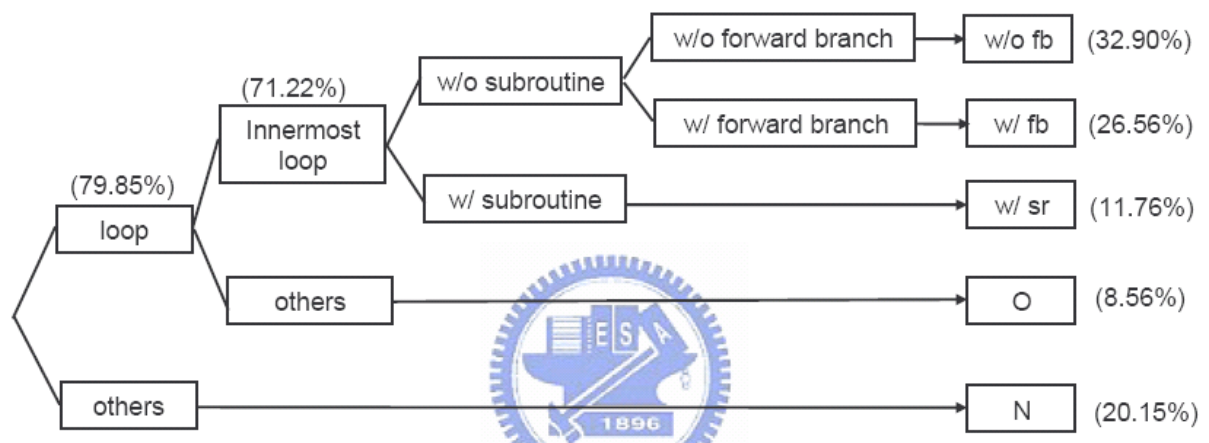 w/o forward branch
w/o fb
(32.90%)
(71.22%)
w/o subroutine
Innermost
loop
w/ forward branch
w/ fb
(26.56%)
(79.85%)
loop
w/ subroutine
w/ sr
(11.76%)
others
O
(8.56%)
E S A
others
N
(20.15%)
1896